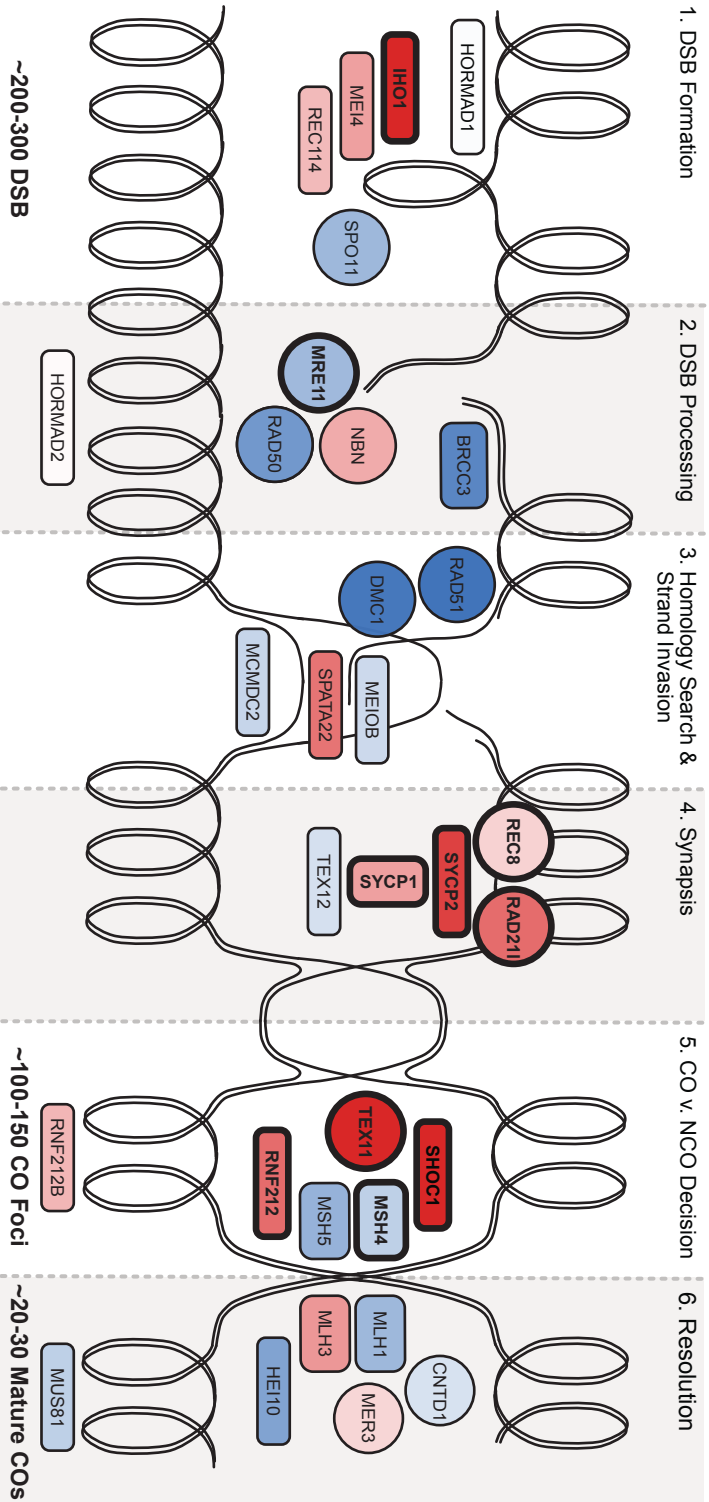 1. DSB Formation
HORMAD1
IHO1
MEI4
REC114
SPO11
~200-300 DSB
2. DSB Processing
BRCC3
MRE11
NBN
RAD50
HORMAD2
3. Homology Search &
Strand Invasion
RAD51
DMC1
MEIOB
SPATA22
MCMDC2
4. Synapsis
REC8
RAD21l
SYCP2
SYCP1
TEX12
5. CO v. NCO Decision
SHOC1
TEX11
MSH4
MSH5
RNF212
RNF212B
~100-150 CO Foci
6. Resolution
CNTD1
MLH1
MER3
MLH3
HEI10
MUS81
~20-30 Mature COs